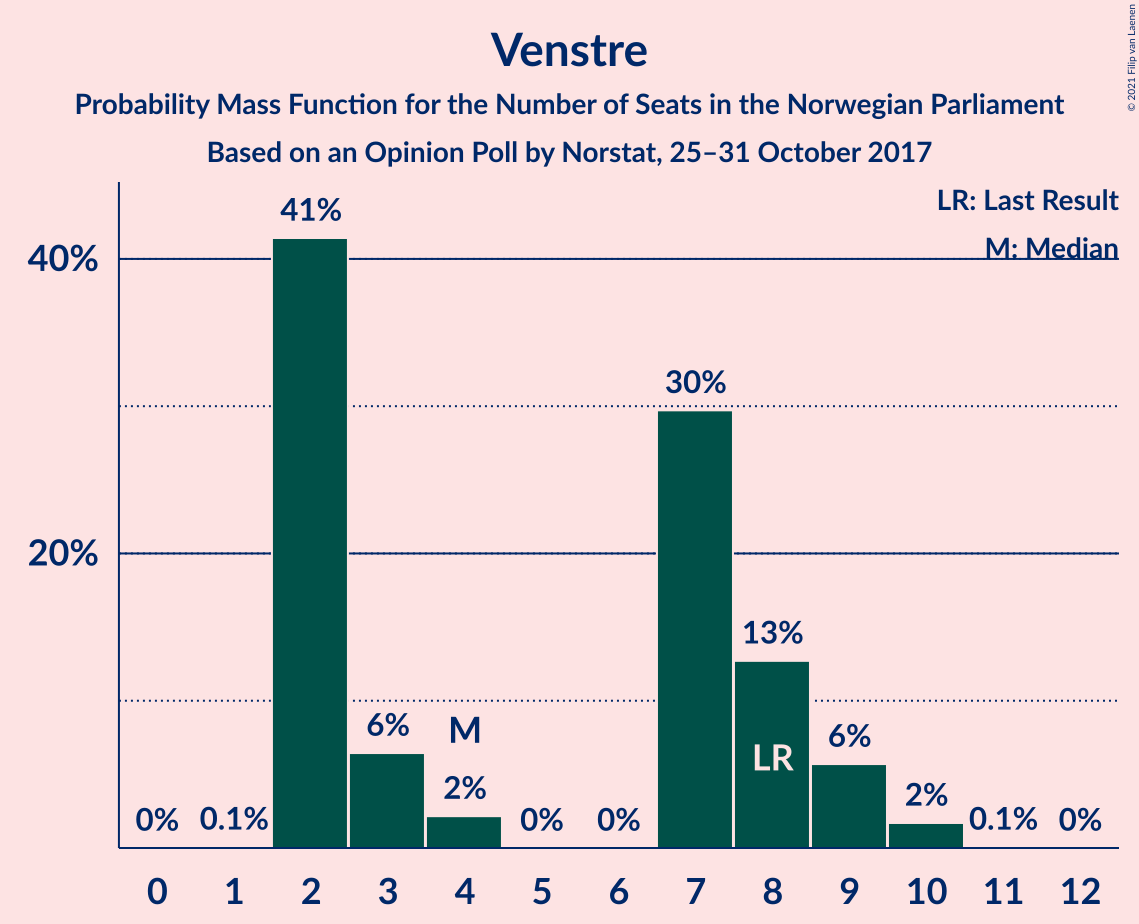 Venstre
Probability Mass Function for the Number of Seats in the Norwegian Parliament
Based on an Opinion Poll by Norstat, 25–31 October 2017
© 2021 Filip van Laenen
LR: Last Result
M: Median
40%
20%
41%
30%
13%
6%
M
LR
6%
2%
2%
0%
0.1%
0%
0%
0.1%
0%
0 1 2 3 4 5 6 7 8 9 10 11 12